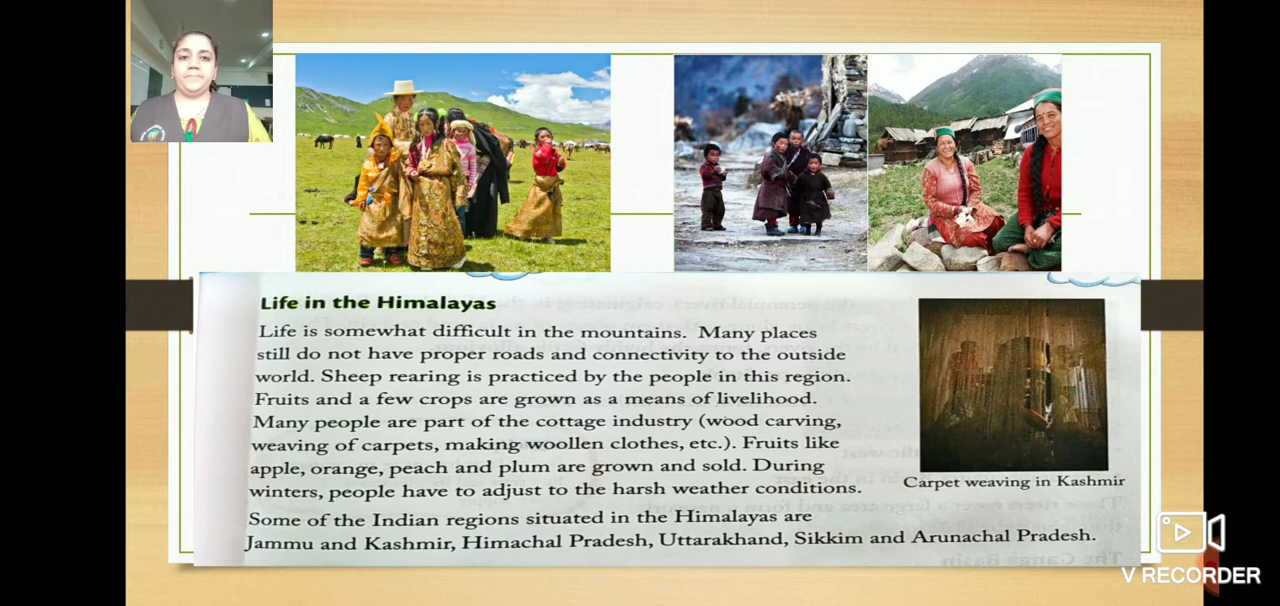 Life in the Himalayas
Life is somewhat difficult in the mountains. Many places
still do not have proper roads and connectivity to the outside
world. Sheep rearing is practiced by the people in this region.
Fruits and a few crops are grown as a means of livelihood.
Many people are part of the cottage industry (wood carving,
weaving of carpets, making woollen clothes, etc.). Fruits like
apple, orange, peach and plum are grown and sold. During
winters, people have to adjust to the harsh weather conditions.
Carpet weaving in Kashmir
Some of the Indian regions situated in the Himalayas are
Jammu and Kashmir, Himachal Pradesh, Uttarakhand, Sikkim and Arunachal Pradesh.
V RECORDER